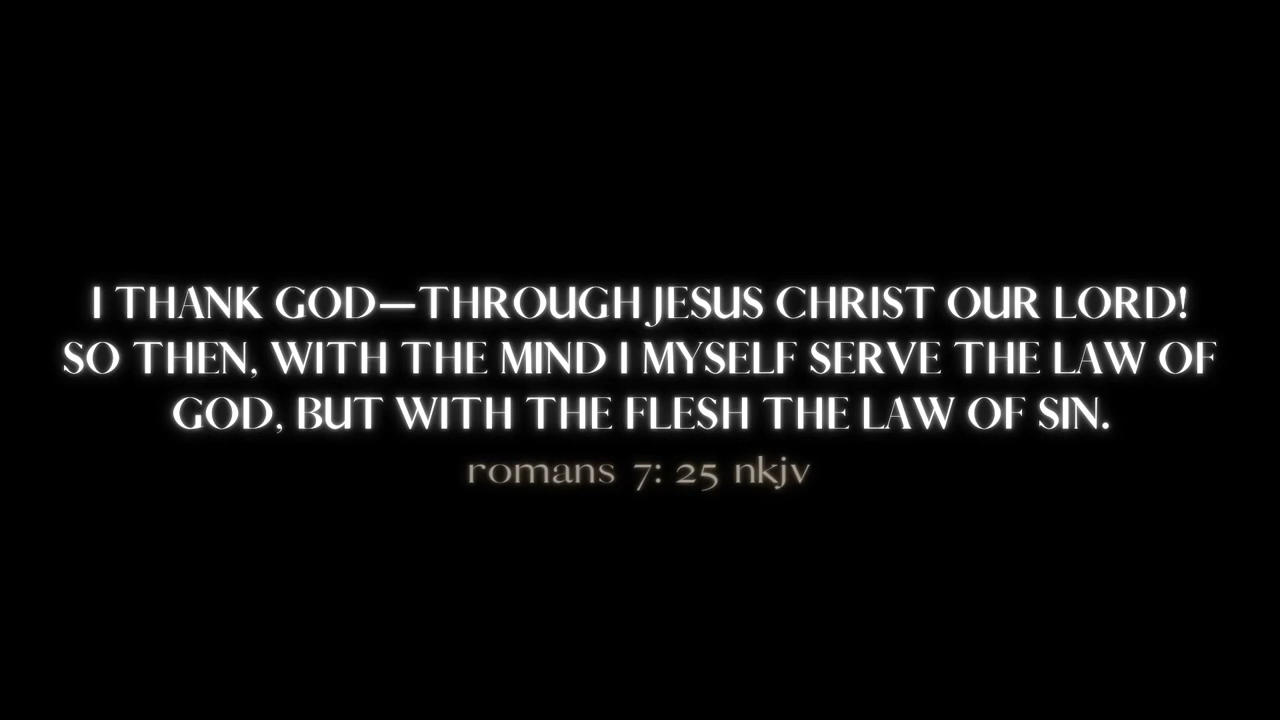 I THANK GOD—THROUGH JESUS CHRIST OUR LORD!
SO THEN, WITH THE MIND I MYSELF SERVE THE LAW OF
GOD, BUT WITH THE FLESH THE LAW OF SIN.
romans 7: 25 nkjv